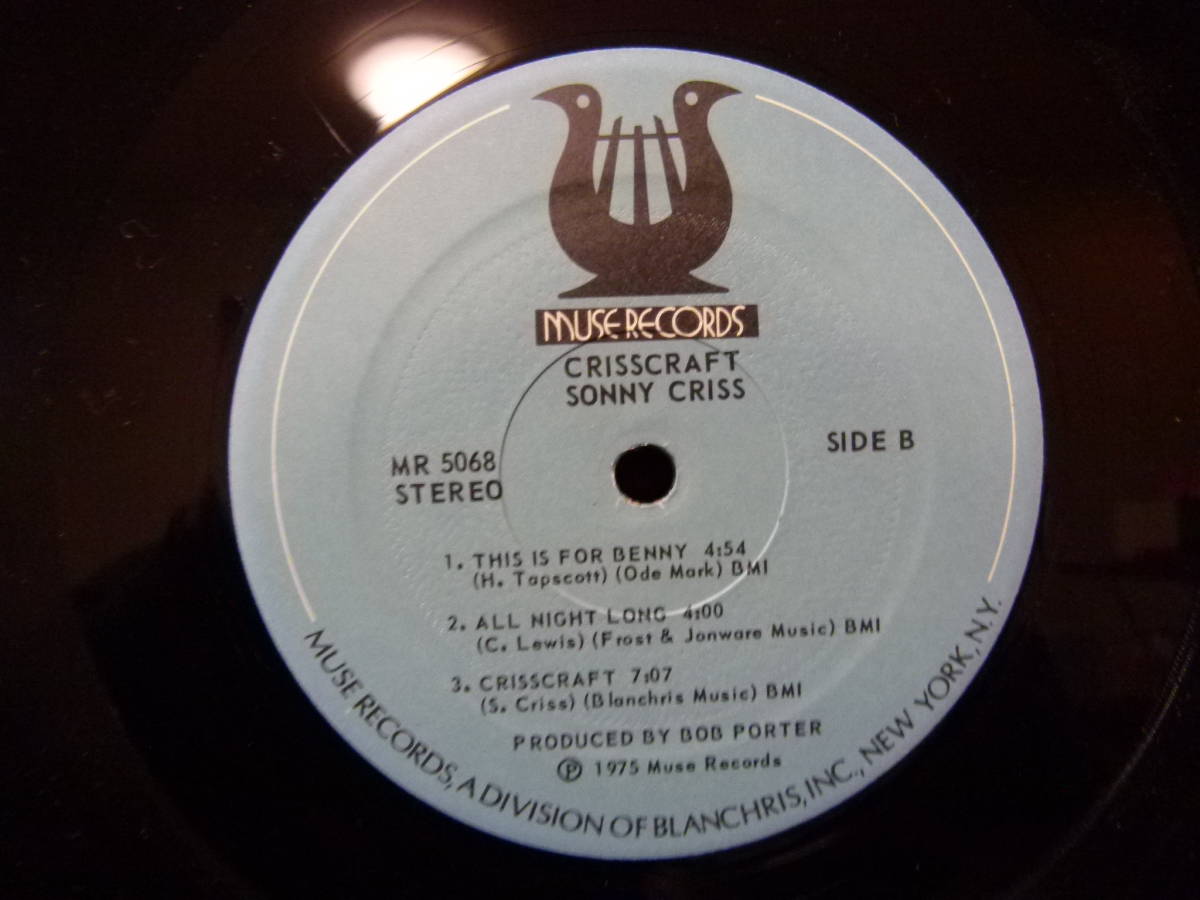 MUSE RECORDS
CRISSCRAFT
SONNY CRISS
MR 5068
STEREO
SIDE B
1. THIS IS FOR BENNY 4:54
(H. Tapscott) (Ode Mark) BMI
2. ALL NIGHT LONG 4:00
(C. Lewis) (Frost & Jonware Music) BMI
3. CRISSCRAFT 7:07
(S. Criss) (Blanchris Music) BMI
PRODUCED BY BOB PORTER
℗ 1975 Muse Records
MUSE RECORDS, A DIVISION OF BLANCHRIS, INC., NEW YORK, N.Y.